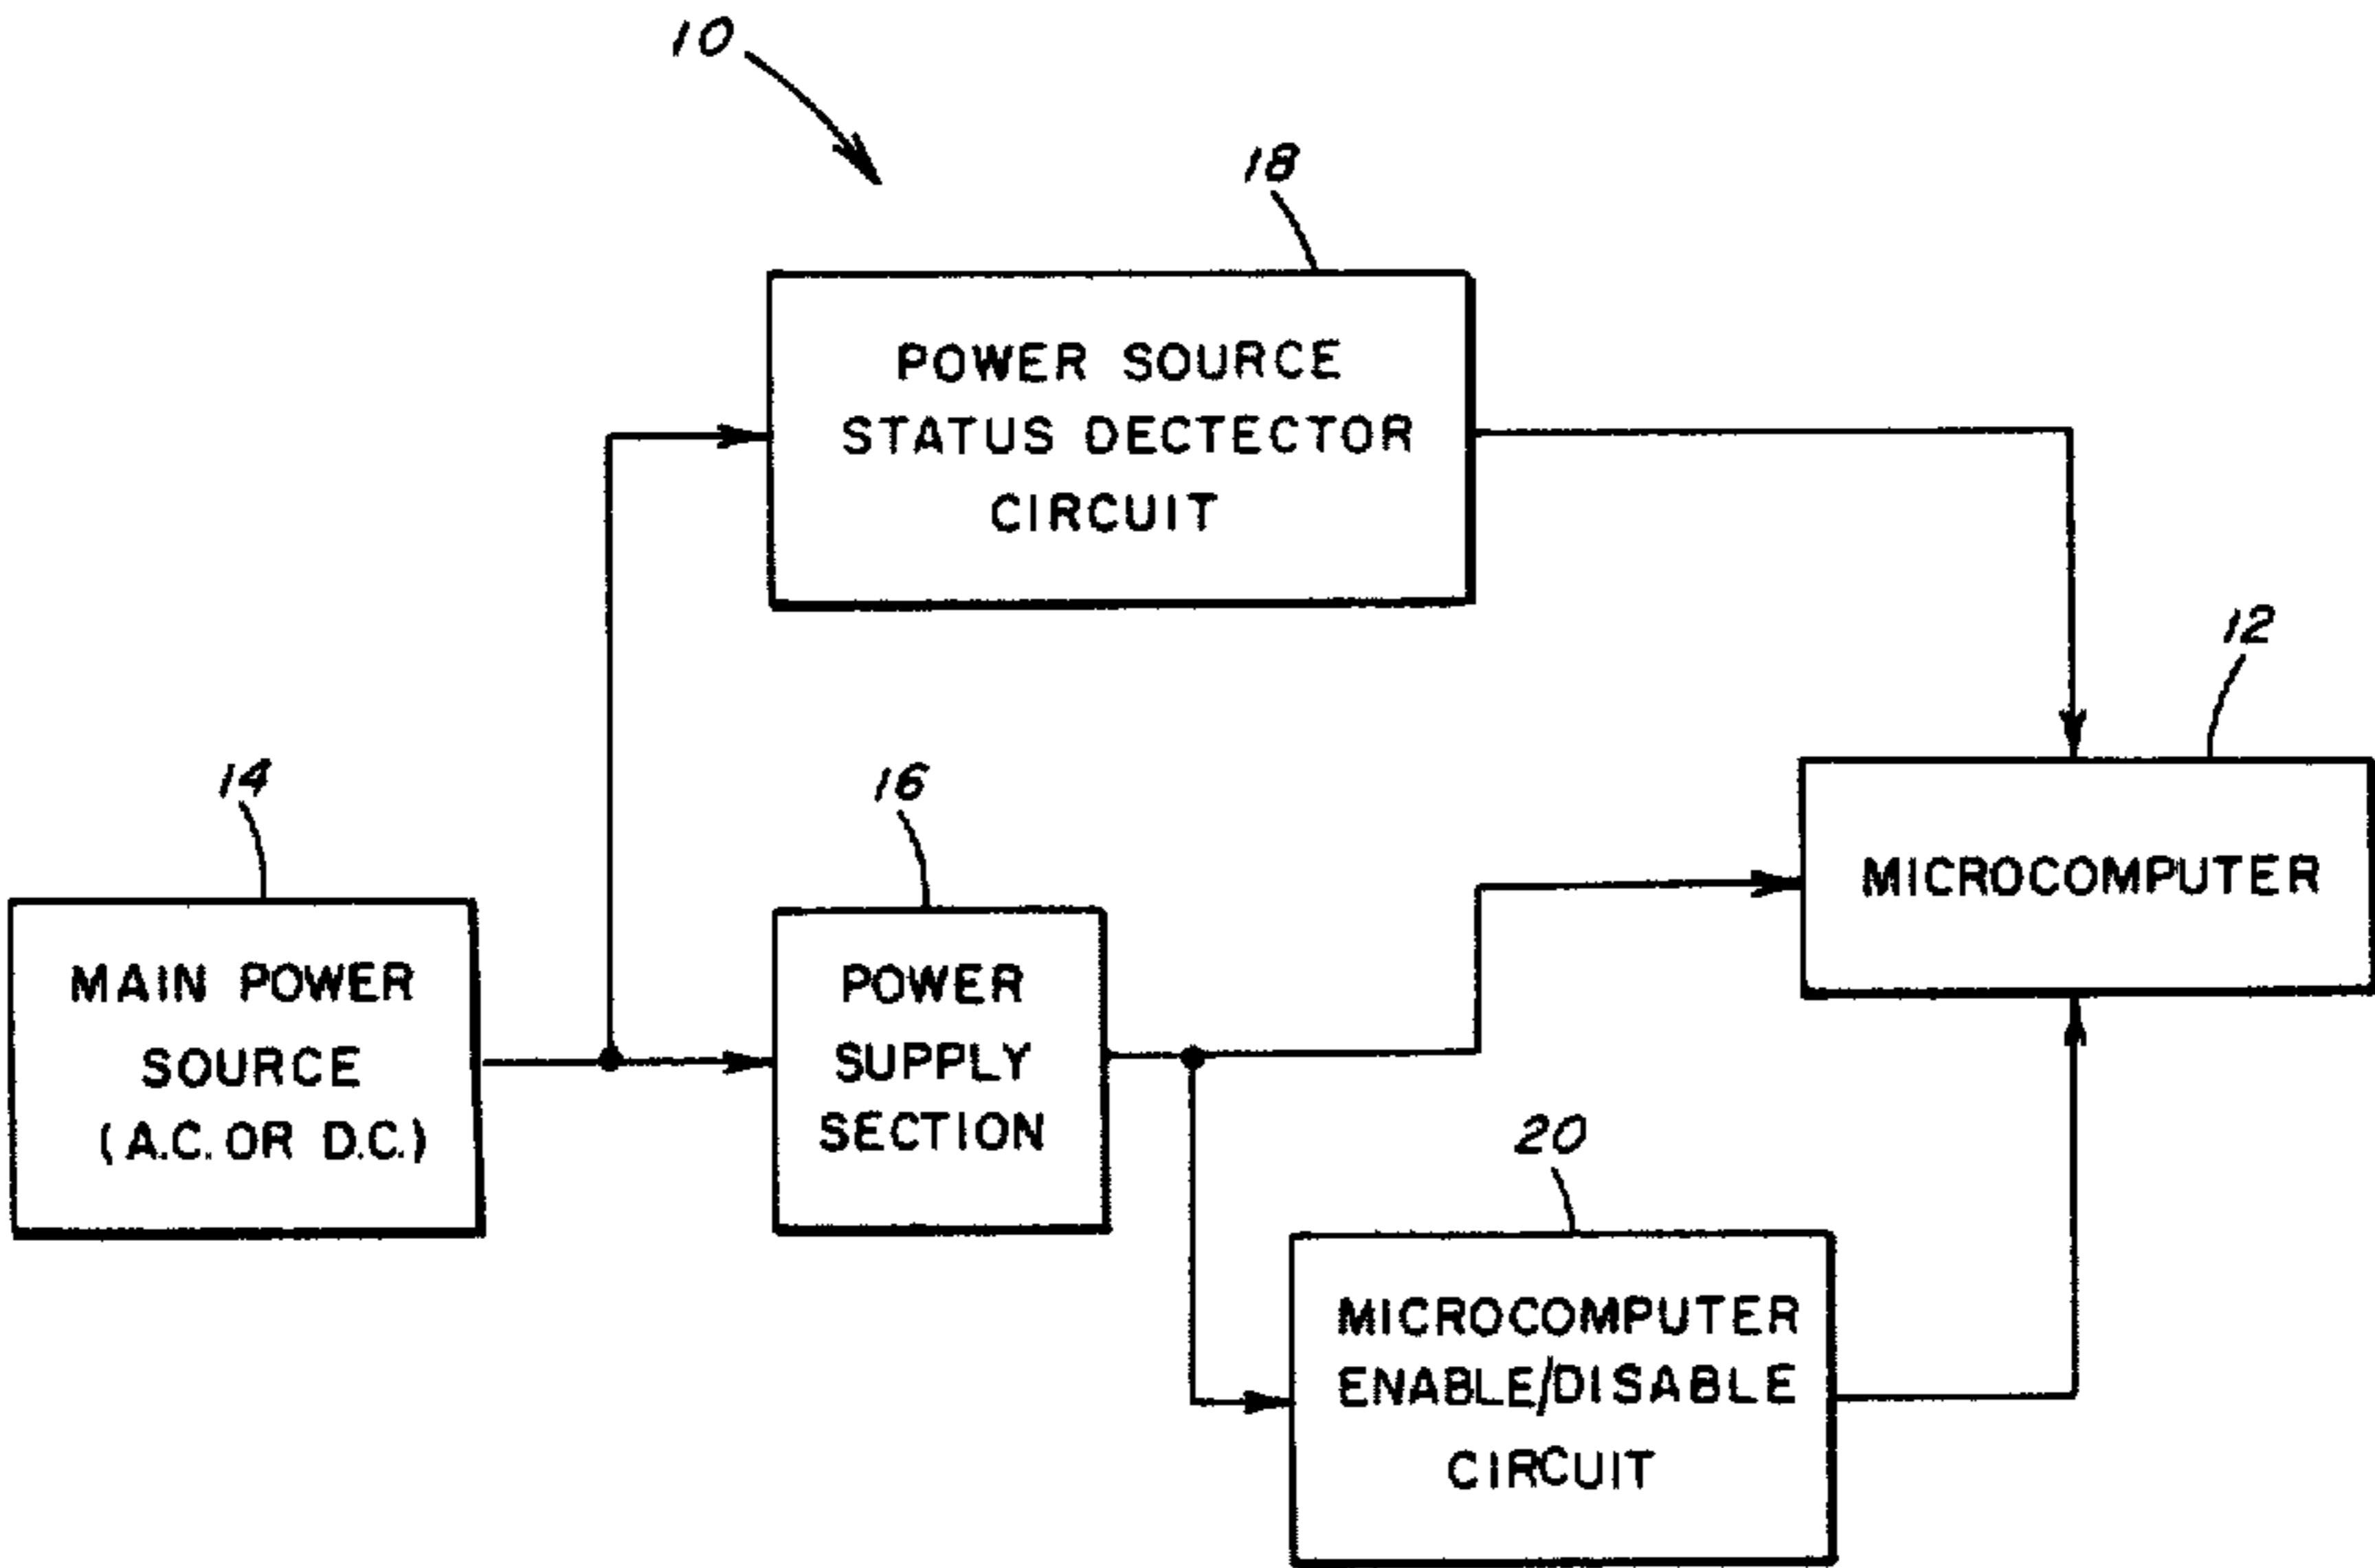 10
18
POWER SOURCE
STATUS DECTECTOR
CIRCUIT
12
MICROCOMPUTER
14
MAIN POWER
SOURCE
(A.C. OR D.C.)
16
POWER
SUPPLY
SECTION
20
MICROCOMPUTER
ENABLE/DISABLE
CIRCUIT